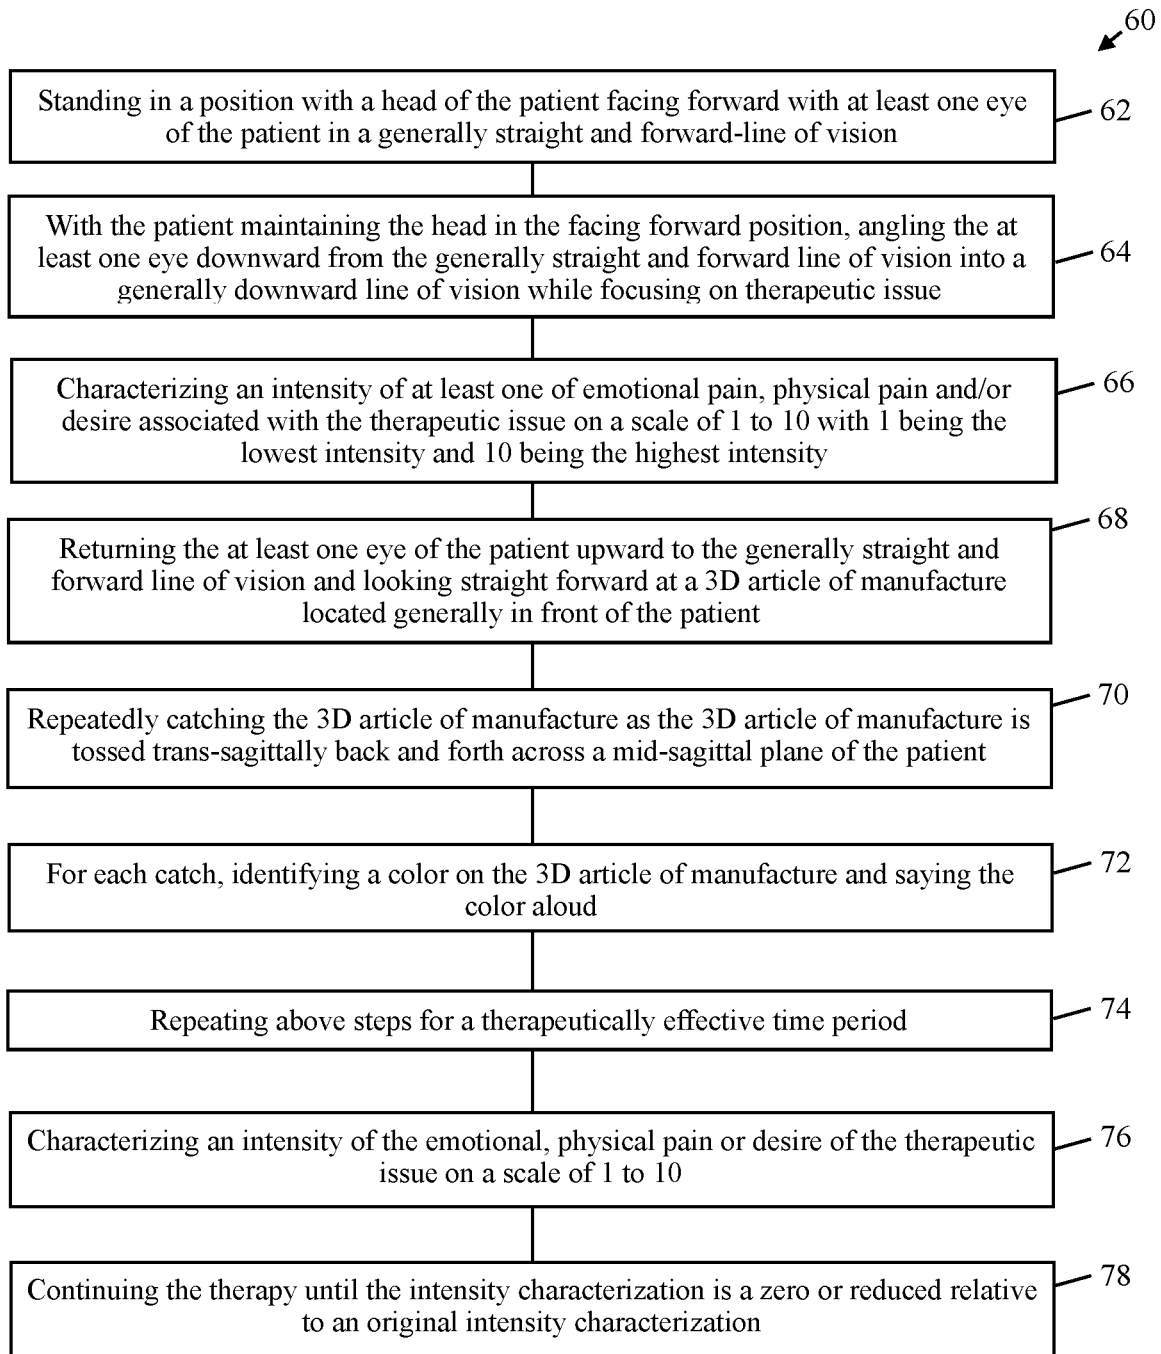 60
Standing in a position with a head of the patient facing forward with at least one eye
of the patient in a generally straight and forward-line of vision
62
With the patient maintaining the head in the facing forward position, angling the at
least one eye downward from the generally straight and forward line of vision into a
generally downward line of vision while focusing on therapeutic issue
64
Characterizing an intensity of at least one of emotional pain, physical pain and/or
desire associated with the therapeutic issue on a scale of 1 to 10 with 1 being the
lowest intensity and 10 being the highest intensity
66
Returning the at least one eye of the patient upward to the generally straight and
forward line of vision and looking straight forward at a 3D article of manufacture
located generally in front of the patient
68
Repeatedly catching the 3D article of manufacture as the 3D article of manufacture is
tossed trans-sagittally back and forth across a mid-sagittal plane of the patient
70
For each catch, identifying a color on the 3D article of manufacture and saying the
color aloud
72
Repeating above steps for a therapeutically effective time period
74
Characterizing an intensity of the emotional, physical pain or desire of the therapeutic
issue on a scale of 1 to 10
76
Continuing the therapy until the intensity characterization is a zero or reduced relative
to an original intensity characterization
78